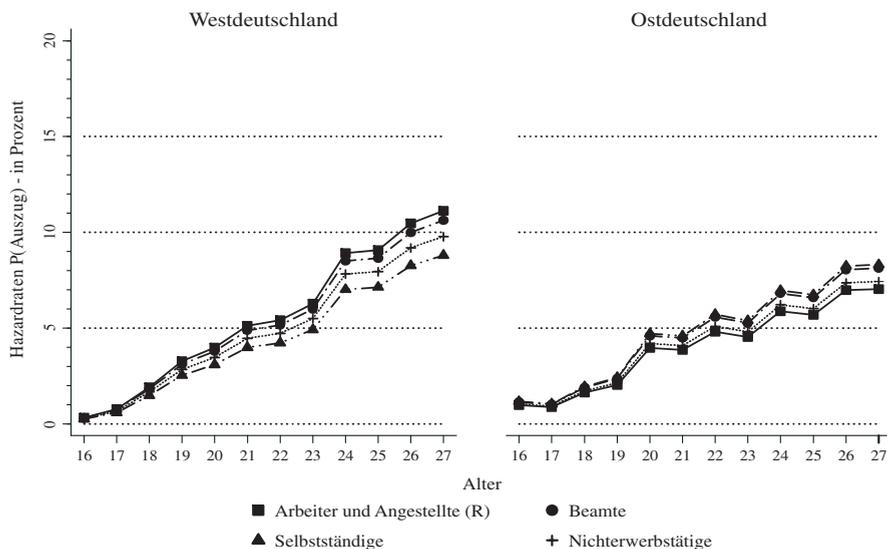 Westdeutschland
Ostdeutschland
Hazardraten P(Auszug) - in Prozent
20
15
10
5
0
16 17 18 19 20 21 22 23 24 25 26 27
16 17 18 19 20 21 22 23 24 25 26 27
Alter
Arbeiter und Angestellte (R)
Beamte
Selbstständige
Nichterwerbstätige